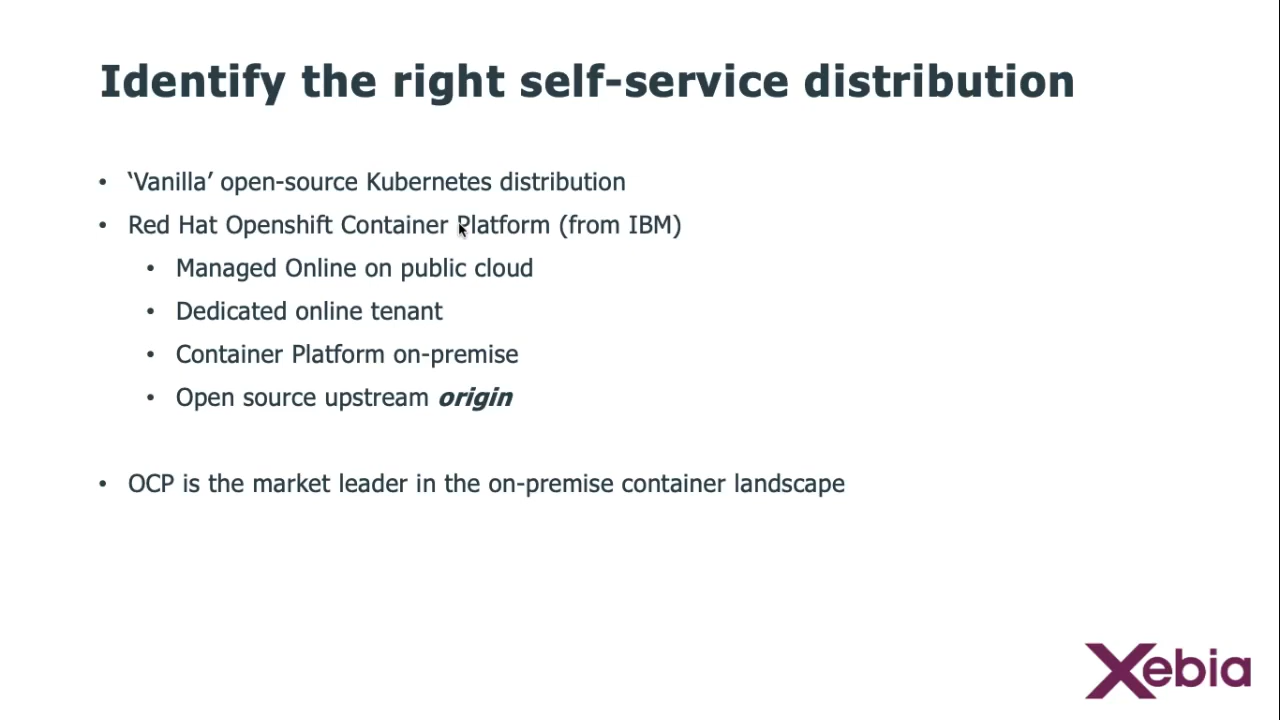 Identify the right self-service distribution
• ‘Vanilla’ open-source Kubernetes distribution
• Red Hat Openshift Container Platform (from IBM)
• Managed Online on public cloud
• Dedicated online tenant
• Container Platform on-premise
• Open source upstream origin
• OCP is the market leader in the on-premise container landscape
Xebia